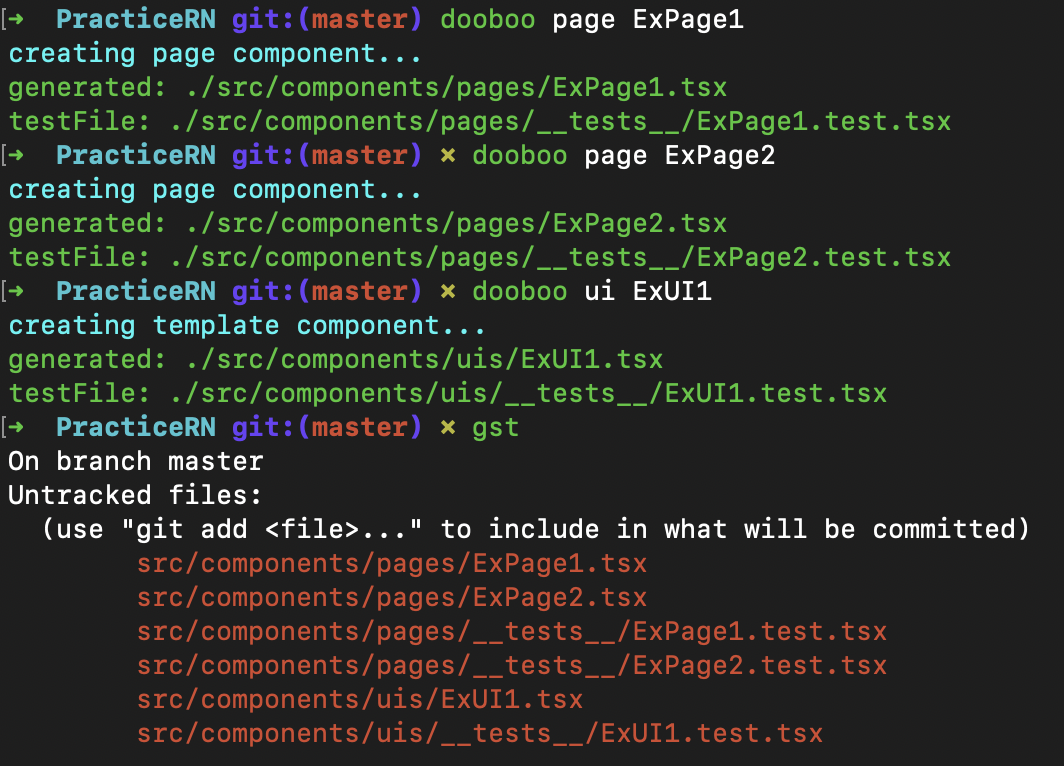 [➜  PracticeRN git:(master) dooboo page ExPage1
creating page component...
generated: ./src/components/pages/ExPage1.tsx
testFile: ./src/components/pages/__tests__/ExPage1.test.tsx
[➜  PracticeRN git:(master) ✗ dooboo page ExPage2
creating page component...
generated: ./src/components/pages/ExPage2.tsx
testFile: ./src/components/pages/__tests__/ExPage2.test.tsx
[➜  PracticeRN git:(master) ✗ dooboo ui ExUI1
creating template component...
generated: ./src/components/uis/ExUI1.tsx
testFile: ./src/components/uis/__tests__/ExUI1.test.tsx
[➜  PracticeRN git:(master) ✗ gst
On branch master
Untracked files:
  (use "git add <file>..." to include in what will be committed)
        src/components/pages/ExPage1.tsx
        src/components/pages/ExPage2.tsx
        src/components/pages/__tests__/ExPage1.test.tsx
        src/components/pages/__tests__/ExPage2.test.tsx
        src/components/uis/ExUI1.tsx
        src/components/uis/__tests__/ExUI1.test.tsx